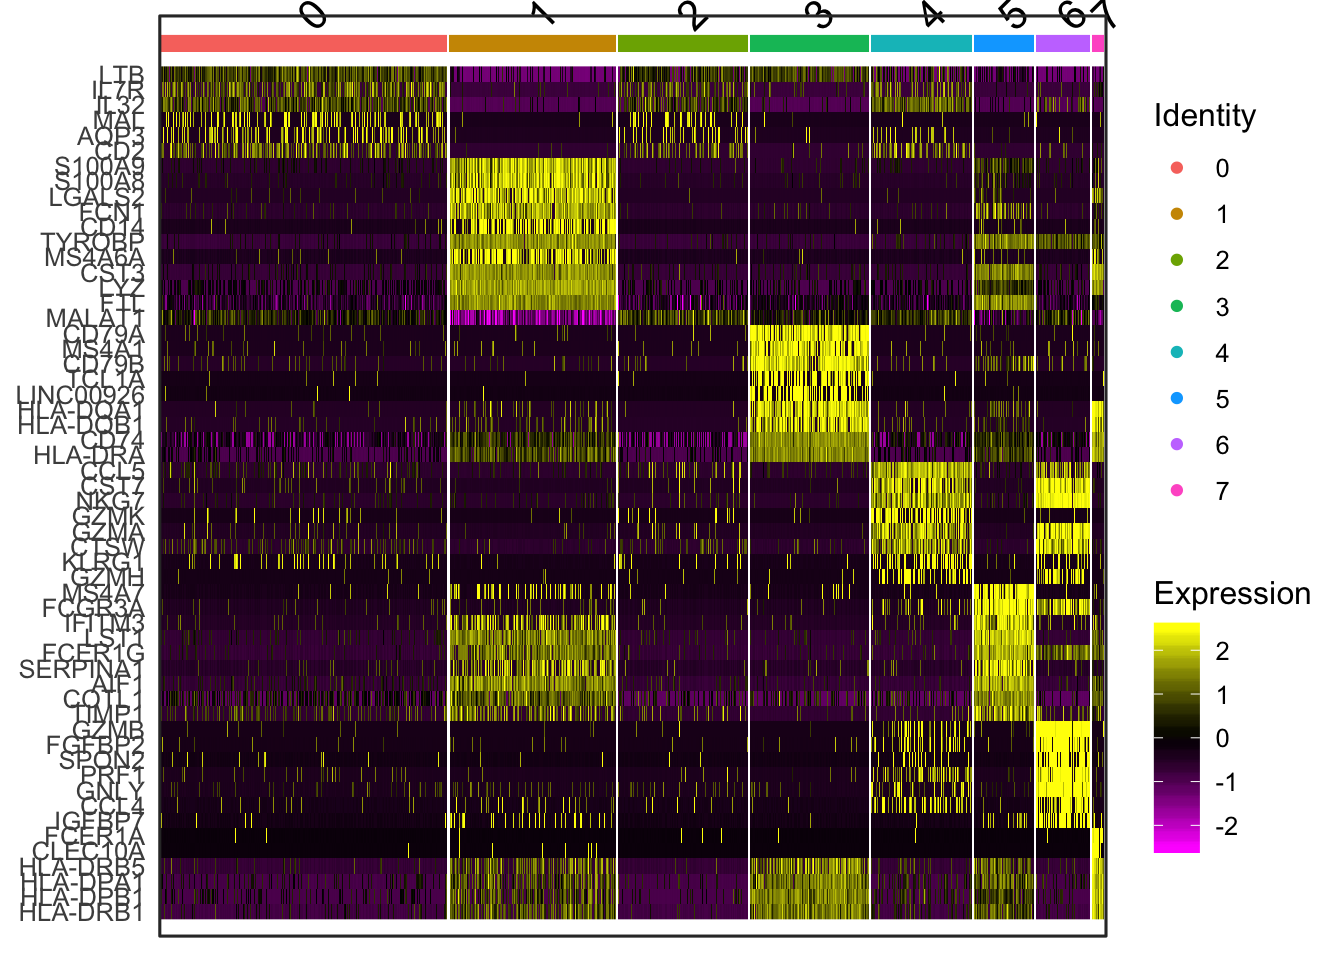 0 1 2 3 4 5 6 7
LTB
IL7R
IL32
MAL
AQP3
CD2
S100A9
S100A8
LGALS2
FCN1
CD14
TYROBP
MS4A6A
CST3
LYZ
FTL
MALAT1
CD79A
MS4A1
CD79B
TCL1A
LINC00926
HLA-DQA1
HLA-DQB1
CD74
HLA-DRA
CCL5
CST7
NKG7
GZMK
GZMA
CTSW
KLRG1
GZMH
MS4A7
FCGR3A
IFITM3
LST1
FCER1G
SERPINA1
AIF1
COTL1
TIMP1
GZMB
FGFBP2
SPON2
PRF1
GNLY
CCL4
IGFBP7
FCER1A
CLEC10A
HLA-DRB5
HLA-DPA1
HLA-DPB1
HLA-DRB1
Identity
0
1
2
3
4
5
6
7
Expression
2
1
0
-1
-2